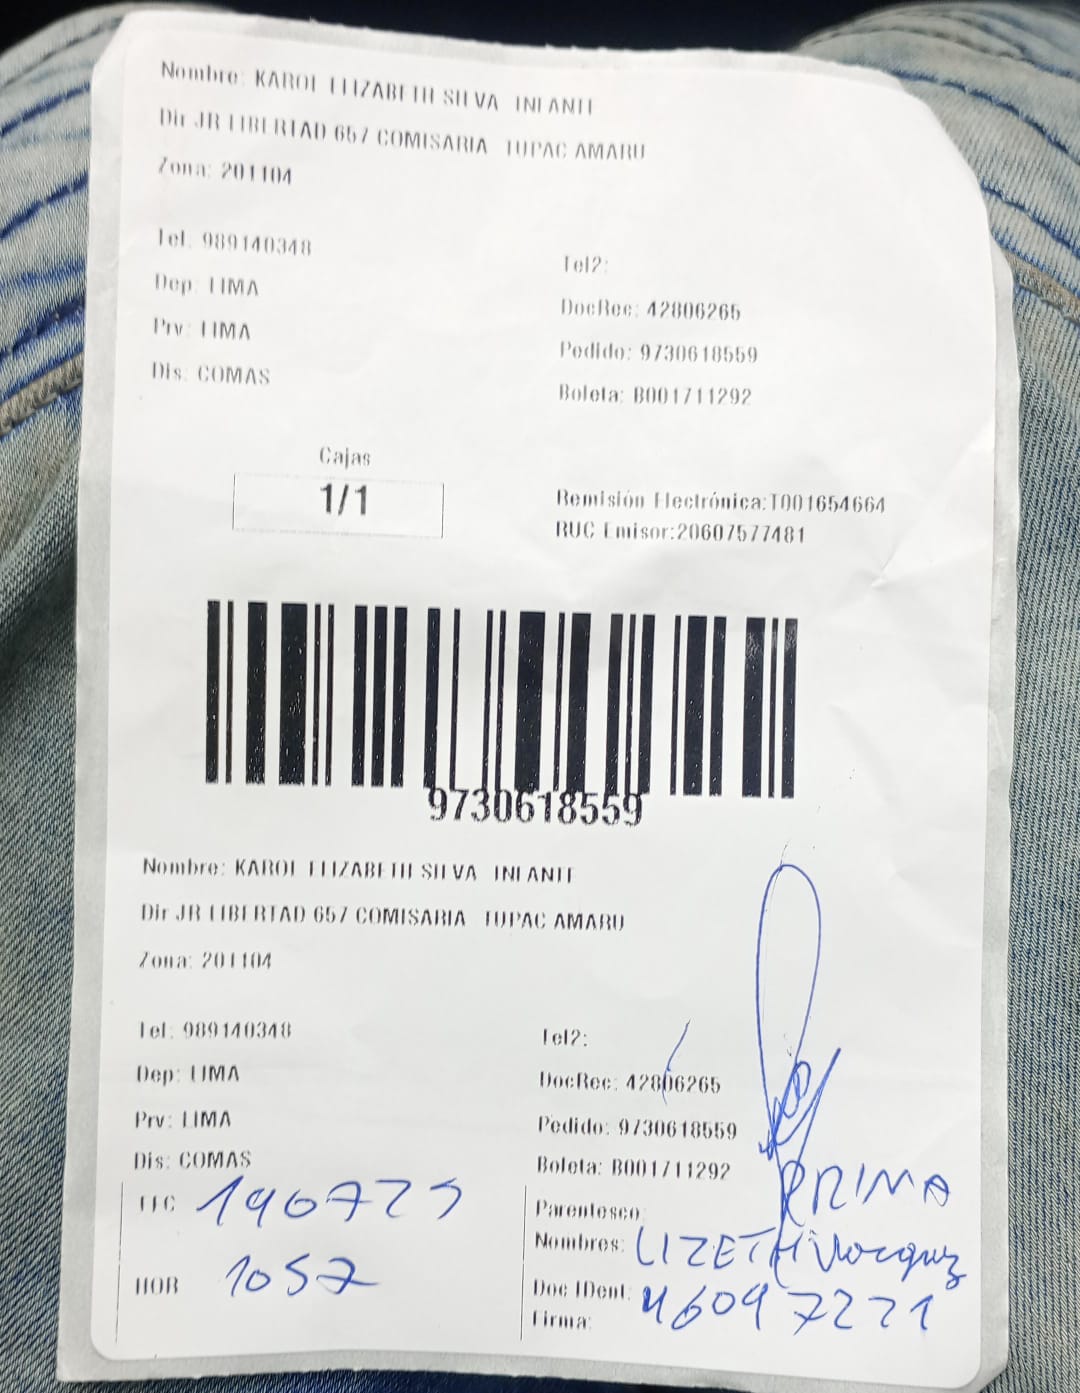 Nombre: KAROL ELIZABETH SILVA INFANTE
Dir JR LIBERTAD 657 COMISARIA TUPAC AMARU
Zona: 201104
Tel: 989140348
Tel2:
Dep: LIMA
DocRec: 42806265
Prv: LIMA
Pedido: 9730618559
Dis: COMAS
Boleta: B001711292
Cajas
1/1
Remisión Electrónica:T001654664
RUC Emisor:20607577481
9730618559
Nombre: KAROL ELIZABETH SILVA INFANTE
Dir JR LIBERTAD 657 COMISARIA TUPAC AMARU
Zona: 201104
Tel: 989140348
Tel2:
Dep: LIMA
DocRec: 42806265
Prv: LIMA
Pedido: 9730618559
Dis: COMAS
Boleta: B001711292
Parentesco: PRIMA
Nombres: LIZETH
HOR 1057
Doc IDent: 46097221
Firma: